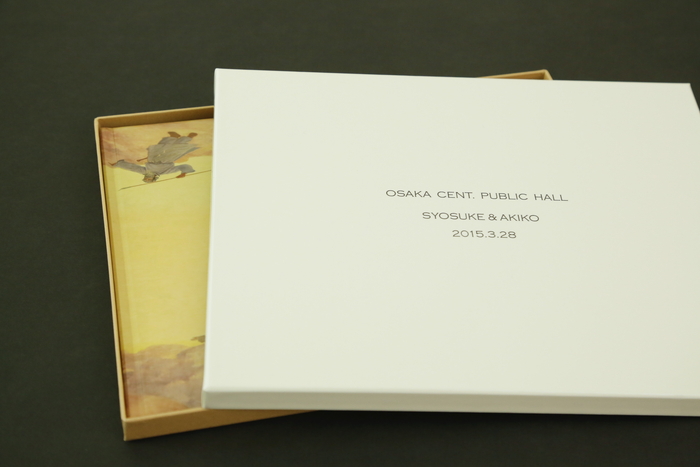 OSAKA CENT. PUBLIC HALL
SYOSUKE & AKIKO
2015.3.28